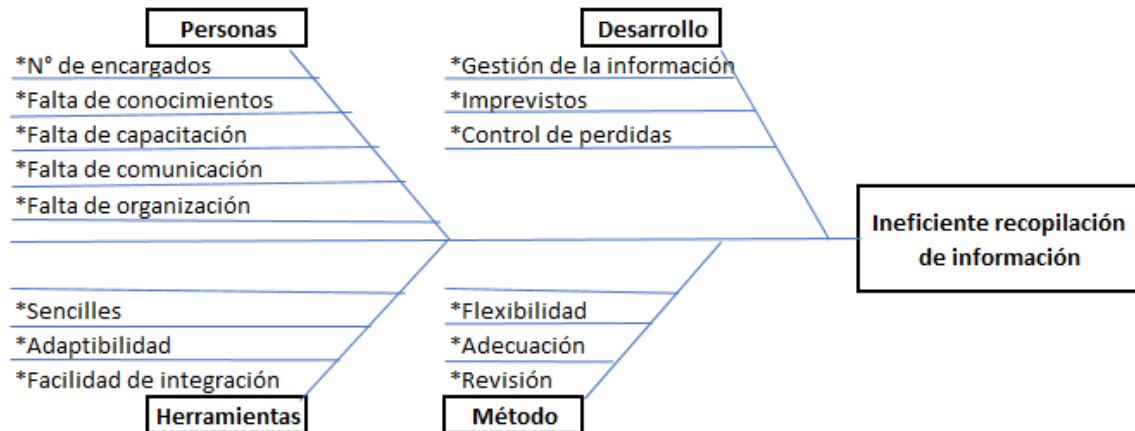 Personas
*N° de encargados
*Falta de conocimientos
*Falta de capacitación
*Falta de comunicación
*Falta de organización
Desarrollo
*Gestión de la información
*Imprevistos
*Control de perdidas
Ineficiente recopilación
de información
*Sencilles
*Adaptibilidad
*Facilidad de integración
Herramientas
*Flexibilidad
*Adecuación
*Revisión
Método